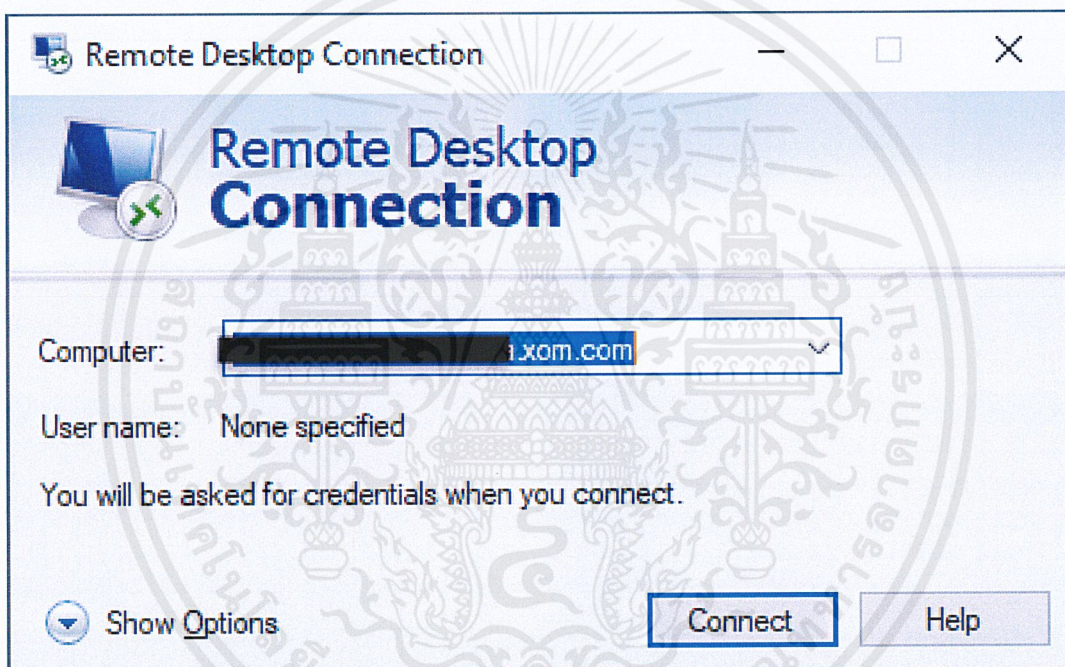 Remote Desktop Connection
Remote Desktop
Connection
Computer: .xom.com
User name: None specified
You will be asked for credentials when you connect.
Show Options
Connect
Help